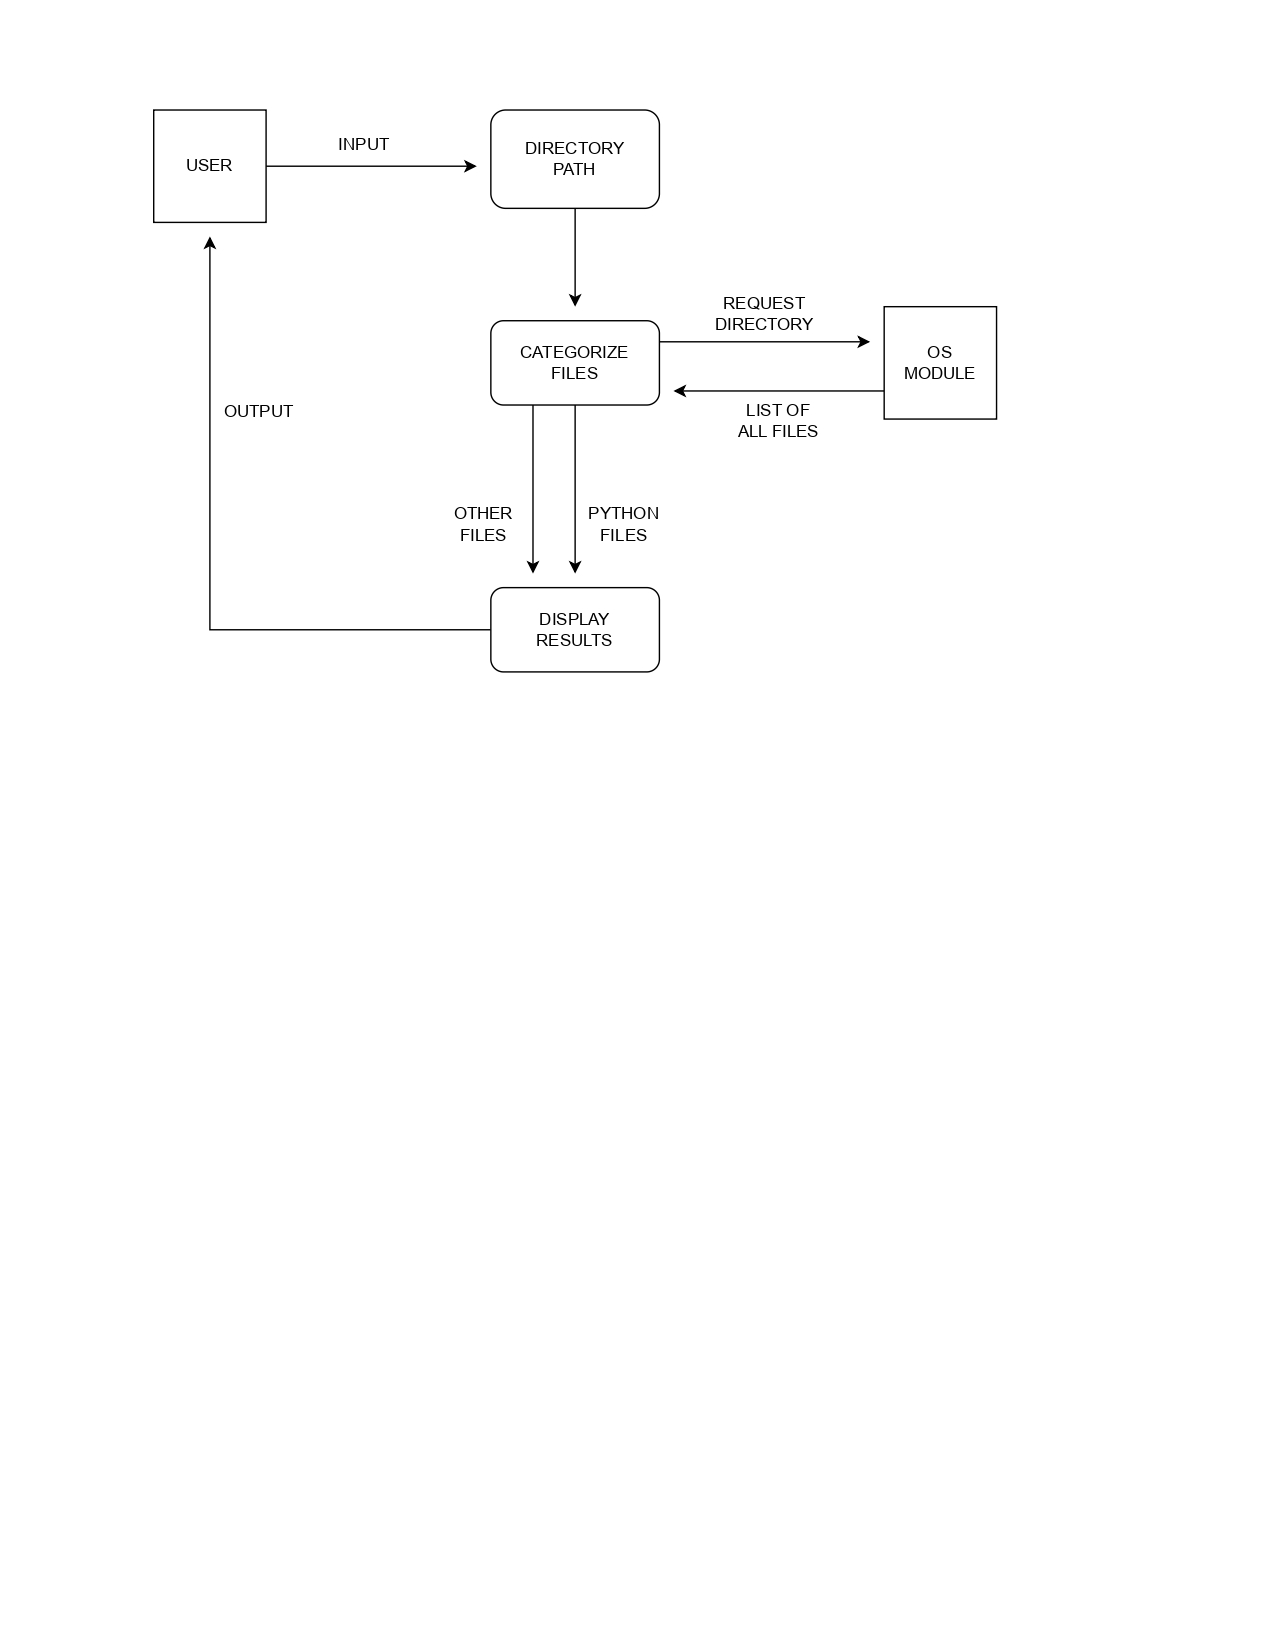 USER
INPUT
DIRECTORY
PATH
REQUEST
DIRECTORY
CATEGORIZE
FILES
OS
MODULE
LIST OF
ALL FILES
OUTPUT
OTHER
FILES
PYTHON
FILES
DISPLAY
RESULTS